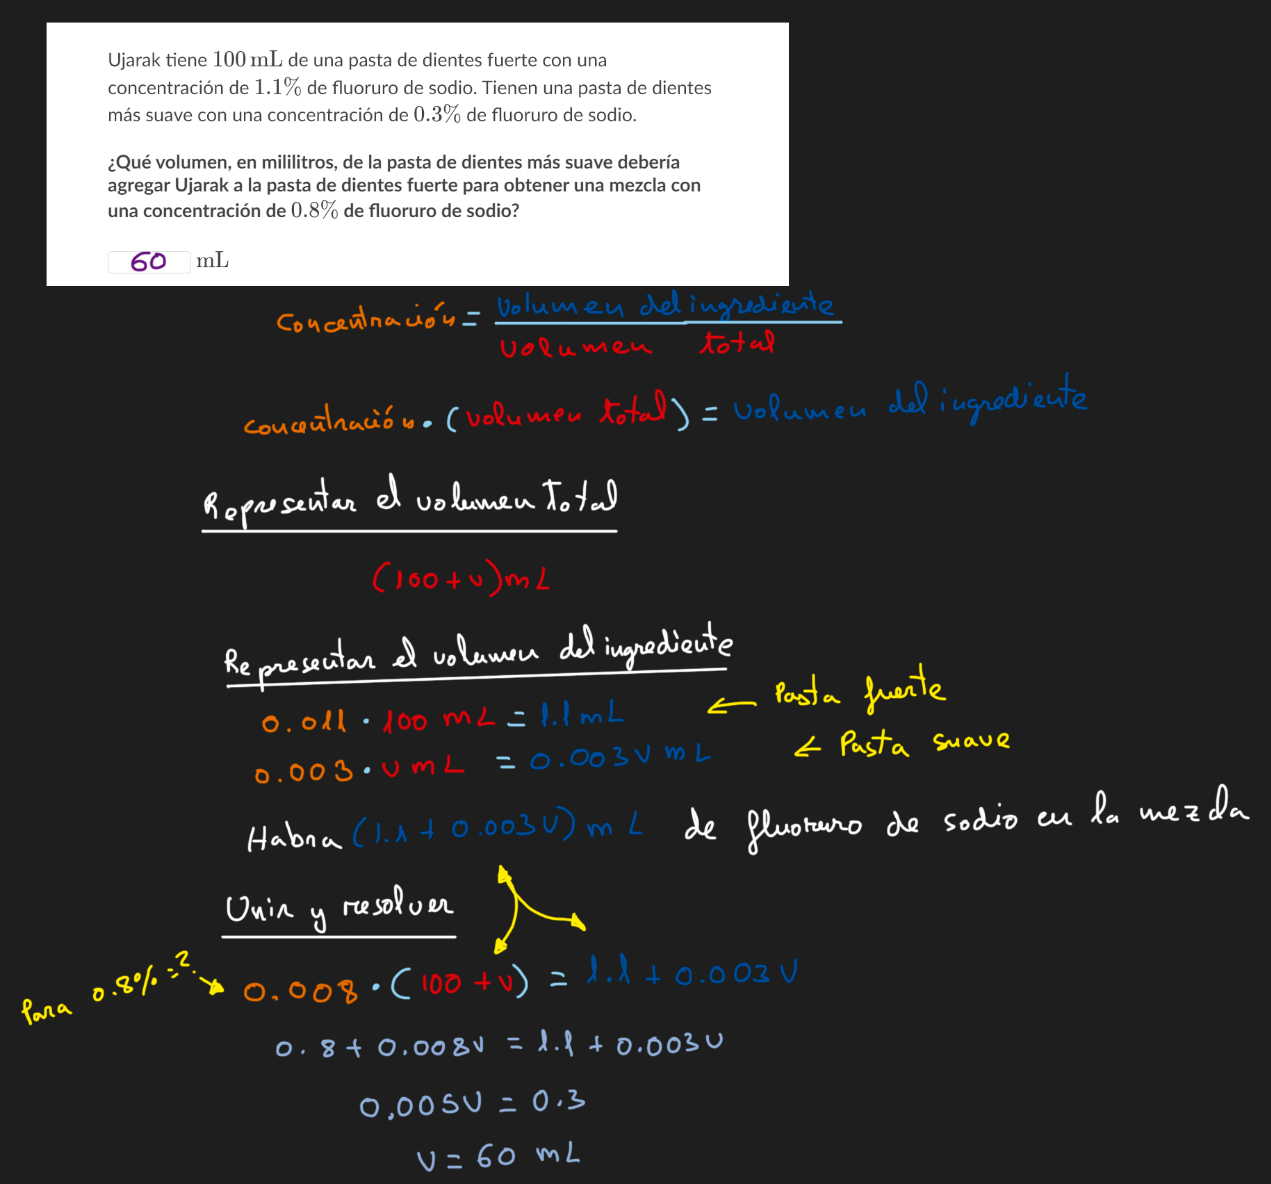 Ujarak tiene 100 mL de una pasta de dientes fuerte con una
concentración de 1.1% de fluoruro de sodio. Tienen una pasta de dientes
más suave con una concentración de 0.3% de fluoruro de sodio.
¿Qué volumen, en mililitros, de la pasta de dientes más suave debería
agregar Ujarak a la pasta de dientes fuerte para obtener una mezcla con
una concentración de 0.8% de fluoruro de sodio?
60 mL
Concentración = Volumen del ingrediente
volumen total
concentración · (volumen total) = volumen del ingrediente
Representar el volumen Total
(100+v)mL
Representar el volumen del ingrediente
0.011 · 100 mL = 1.1 mL ← Pasta fuerte
0.003 · v mL = 0.003v mL ← Pasta suave
Habra (1.1 + 0.003v) mL de fluoruro de sodio en la mezcla
Unir y resolver
Para 0.8% =? → 0.008 · (100 + v) = 1.1 + 0.003v
0.8 + 0.008v = 1.1 + 0.003v
0,005v = 0.3
v = 60 mL